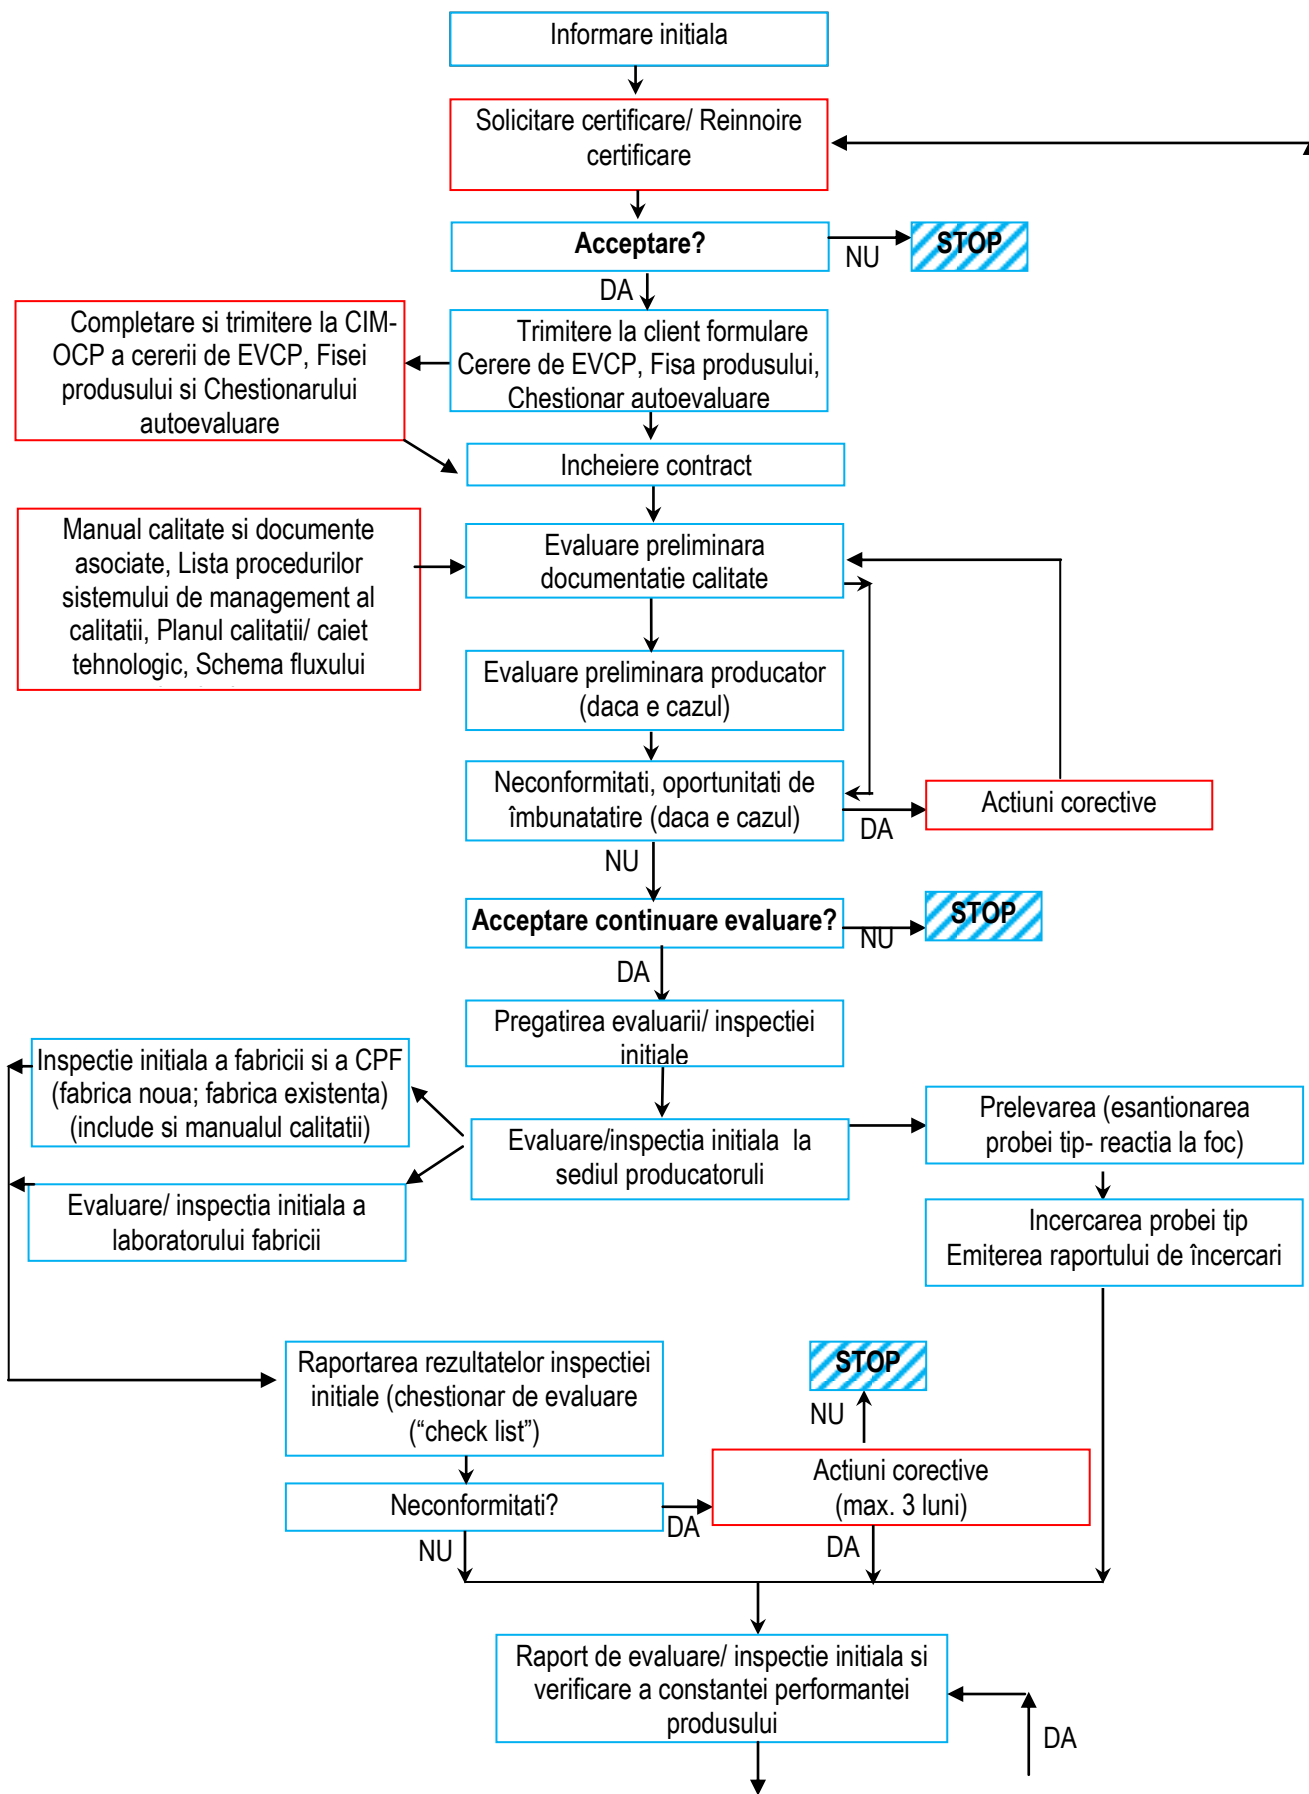 Informare initiala
Solicitare certificare/ Reinnoire
certificare
Acceptare?
NU
STOP
DA
Completare si trimitere la CIM-
OCP a cererii de EVCP, Fisei
produsului si Chestionarului
autoevaluare
Trimitere la client formulare
Cerere de EVCP, Fisa produsului,
Chestionar autoevaluare
Incheiere contract
Manual calitate si documente
asociate, Lista procedurilor
sistemului de management al
calitatii, Planul calitatii/ caiet
tehnologic, Schema fluxului
Evaluare preliminara
documentatie calitate
Evaluare preliminara producator
(daca e cazul)
Neconformitati, oportunitati de
îmbunatatire (daca e cazul)
DA
Actiuni corective
NU
Acceptare continuare evaluare?
NU
STOP
DA
Pregatirea evaluarii/ inspectiei
initiale
Inspectie initiala a fabricii si a CPF
(fabrica noua; fabrica existenta)
(include si manualul calitatii)
Evaluare/inspectia initiala la
sediul producatoruli
Prelevarea (esantionarea
probei tip- reactia la foc)
Evaluare/ inspectia initiala a
laboratorului fabricii
Incercarea probei tip
Emiterea raportului de încercari
Raportarea rezultatelor inspectiei
initiale (chestionar de evaluare
(“check list”)
STOP
NU
Neconformitati?
DA
Actiuni corective
(max. 3 luni)
NU
DA
Raport de evaluare/ inspectie initiala si
verificare a constantei performantei
produsului
DA